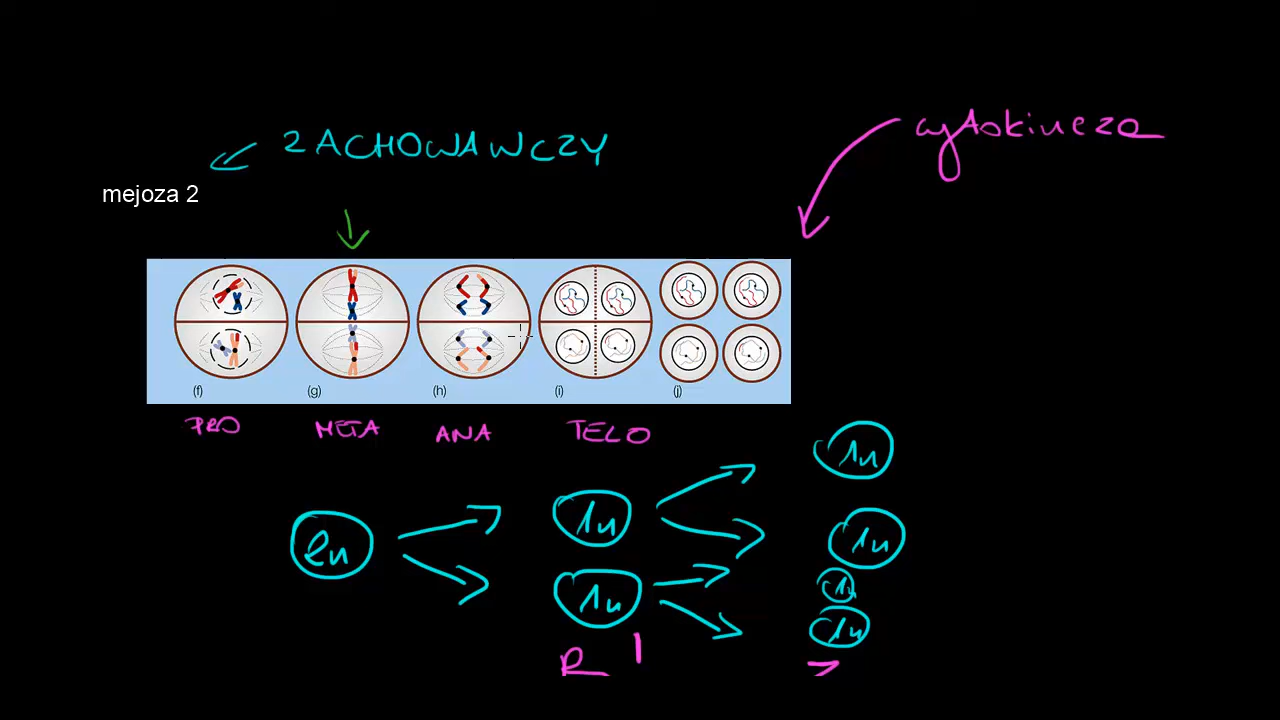 ZACHOWAWCZY
cytokineza
mejoza 2
(f) (g) (h) (i) (j)
PRO META ANA TELO
1n
2n 1n 1n
1n 1n
1n
R I